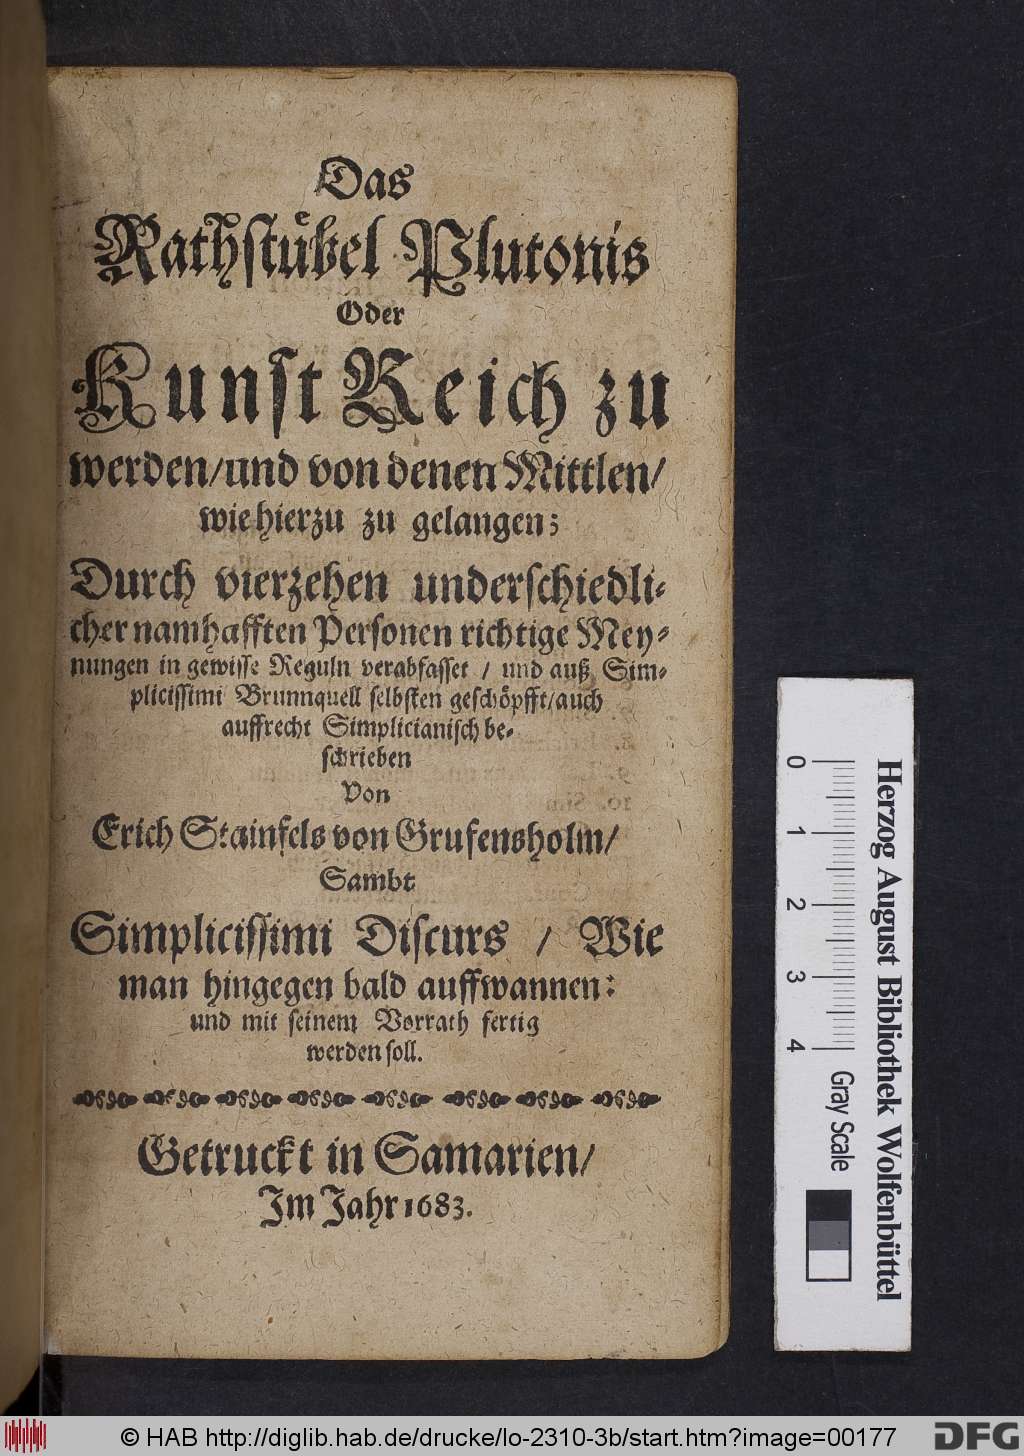 Das
Rathstübel Plutonis
Oder
Kunst Reich zu
werden/und von denen Mittlen/
wie hierzu zu gelangen;
Durch vierzehen underschiedli-
cher namhafften Personen richtige Mey-
nungen in gewisse Reguln verabfasset / und auß Sim-
plicissimi Brunnquell selbsten geschöpfft/auch
auffrecht Simplicianisch be-
schrieben
Von
Erich Stainfels von Grufensholm/
Sambt
Simplicissimi Discurs / Wie
man hingegen bald auffwannen:
und mit seinem Vorrath fertig
werden soll.
Getruckt in Samarien/
Im Jahr 1683.
0 1 2 3 4 Gray Scale
Herzog August Bibliothek Wolfenbüttel
© HAB http://diglib.hab.de/drucke/lo-2310-3b/start.htm?image=00177
DFG